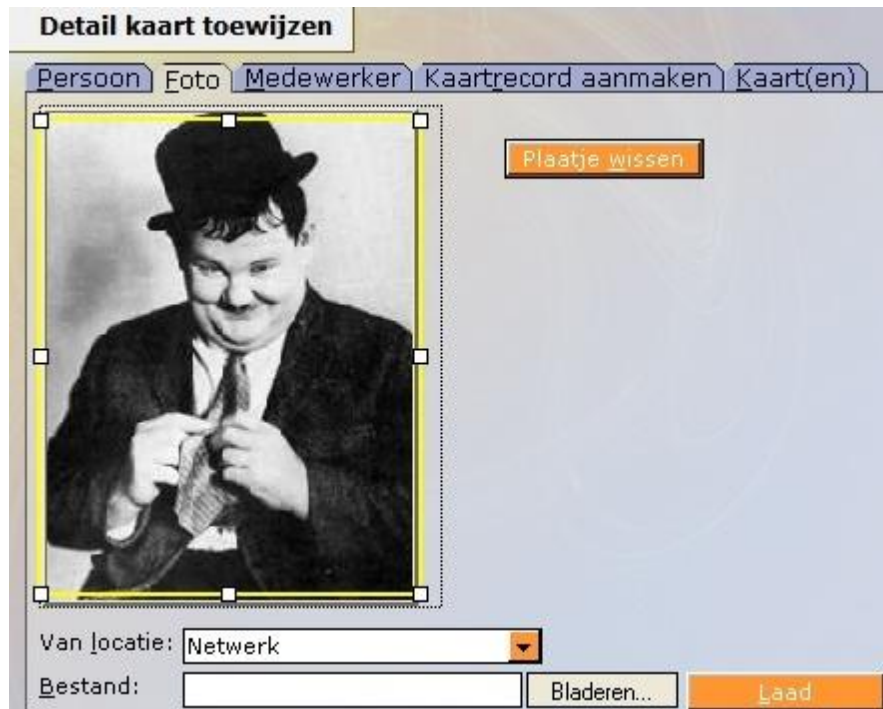 Detail kaart toewijzen
Persoon Foto Medewerker Kaartrecord aanmaken Kaart(en)
Plaatje wissen
Van locatie: Netwerk
Bestand: Bladeren... Laad